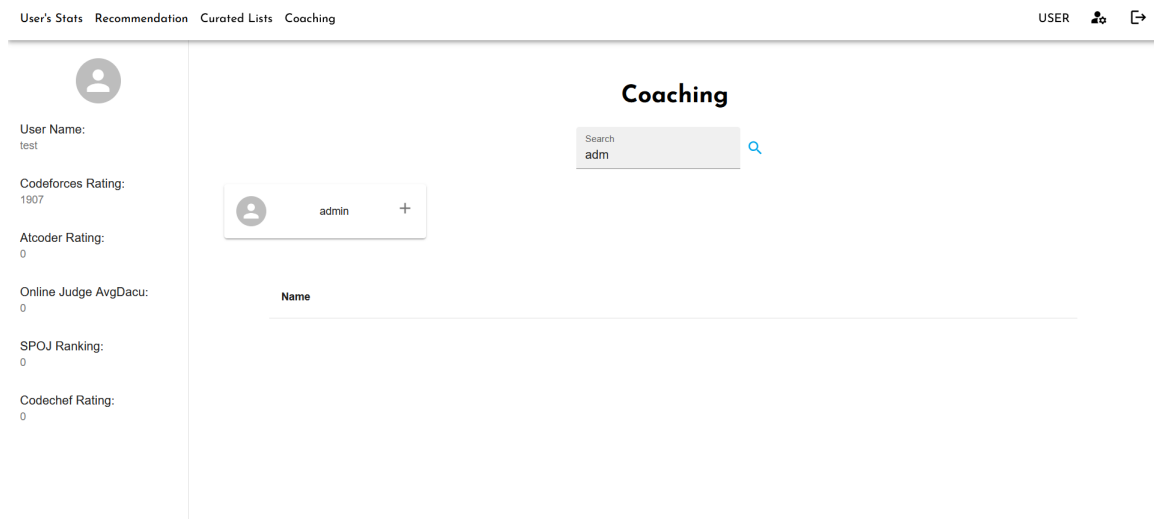 User's Stats Recommendation Curated Lists Coaching USER
User Name:
test
Codeforces Rating:
1907
Atcoder Rating:
0
Online Judge AvgDacu:
0
SPOJ Ranking:
0
Codechef Rating:
0
Coaching
Search
adm
admin +
Name